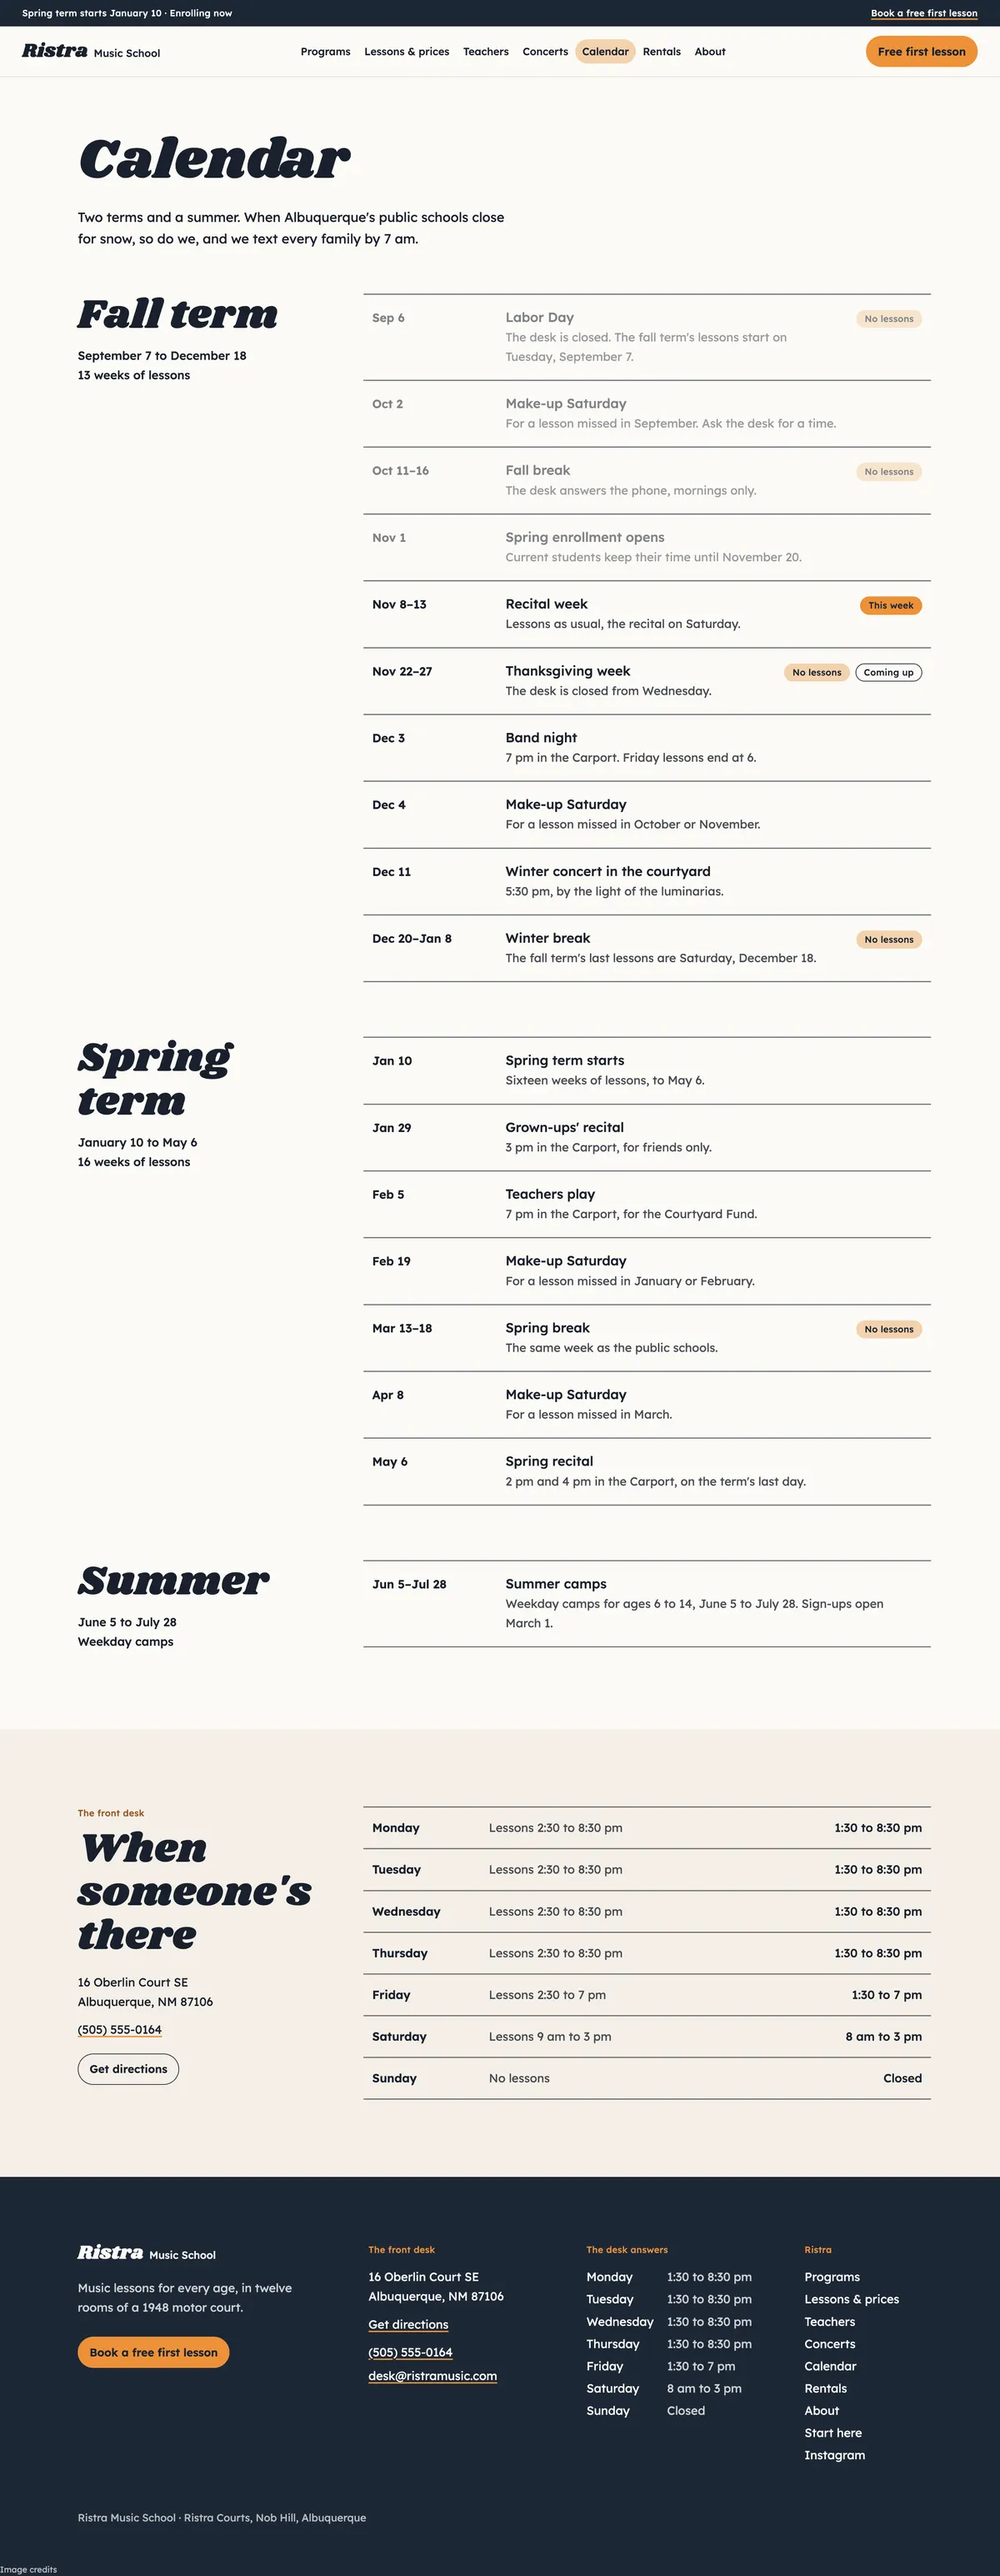 Spring term starts January 10 · Enrolling now
Book a free first lesson
Ristra Music School
Programs
Lessons & prices
Teachers
Concerts
Calendar
Rentals
About
Free first lesson
Calendar
Two terms and a summer. When Albuquerque's public schools close
for snow, so do we, and we text every family by 7 am.
Fall term
September 7 to December 18
13 weeks of lessons
Sep 6
Labor Day
No lessons
The desk is closed. The fall term's lessons start on
Tuesday, September 7.
Oct 2
Make-up Saturday
For a lesson missed in September. Ask the desk for a time.
Oct 11–16
Fall break
No lessons
The desk answers the phone, mornings only.
Nov 1
Spring enrollment opens
Current students keep their time until November 20.
Nov 8–13
Recital week
This week
Lessons as usual, the recital on Saturday.
Nov 22–27
Thanksgiving week
No lessons
Coming up
The desk is closed from Wednesday.
Dec 3
Band night
7 pm in the Carport. Friday lessons end at 6.
Dec 4
Make-up Saturday
For a lesson missed in October or November.
Dec 11
Winter concert in the courtyard
5:30 pm, by the light of the luminarias.
Dec 20–Jan 8
Winter break
No lessons
The fall term's last lessons are Saturday, December 18.
Spring
term
January 10 to May 6
16 weeks of lessons
Jan 10
Spring term starts
Sixteen weeks of lessons, to May 6.
Jan 29
Grown-ups' recital
3 pm in the Carport, for friends only.
Feb 5
Teachers play
7 pm in the Carport, for the Courtyard Fund.
Feb 19
Make-up Saturday
For a lesson missed in January or February.
Mar 13–18
Spring break
No lessons
The same week as the public schools.
Apr 8
Make-up Saturday
For a lesson missed in March.
May 6
Spring recital
2 pm and 4 pm in the Carport, on the term's last day.
Summer
June 5 to July 28
Weekday camps
Jun 5–Jul 28
Summer camps
Weekday camps for ages 6 to 14, June 5 to July 28. Sign-ups open
March 1.
The front desk
When
someone's
there
16 Oberlin Court SE
Albuquerque, NM 87106
(505) 555-0164
Get directions
Monday
Lessons 2:30 to 8:30 pm
1:30 to 8:30 pm
Tuesday
Lessons 2:30 to 8:30 pm
1:30 to 8:30 pm
Wednesday
Lessons 2:30 to 8:30 pm
1:30 to 8:30 pm
Thursday
Lessons 2:30 to 8:30 pm
1:30 to 8:30 pm
Friday
Lessons 2:30 to 7 pm
1:30 to 7 pm
Saturday
Lessons 9 am to 3 pm
8 am to 3 pm
Sunday
No lessons
Closed
Ristra Music School
Music lessons for every age, in twelve
rooms of a 1948 motor court.
Book a free first lesson
The front desk
16 Oberlin Court SE
Albuquerque, NM 87106
Get directions
(505) 555-0164
desk@ristramusic.com
The desk answers
Monday 1:30 to 8:30 pm
Tuesday 1:30 to 8:30 pm
Wednesday 1:30 to 8:30 pm
Thursday 1:30 to 8:30 pm
Friday 1:30 to 7 pm
Saturday 8 am to 3 pm
Sunday Closed
Ristra
Programs
Lessons & prices
Teachers
Concerts
Calendar
Rentals
About
Start here
Instagram
Ristra Music School · Ristra Courts, Nob Hill, Albuquerque
Image credits